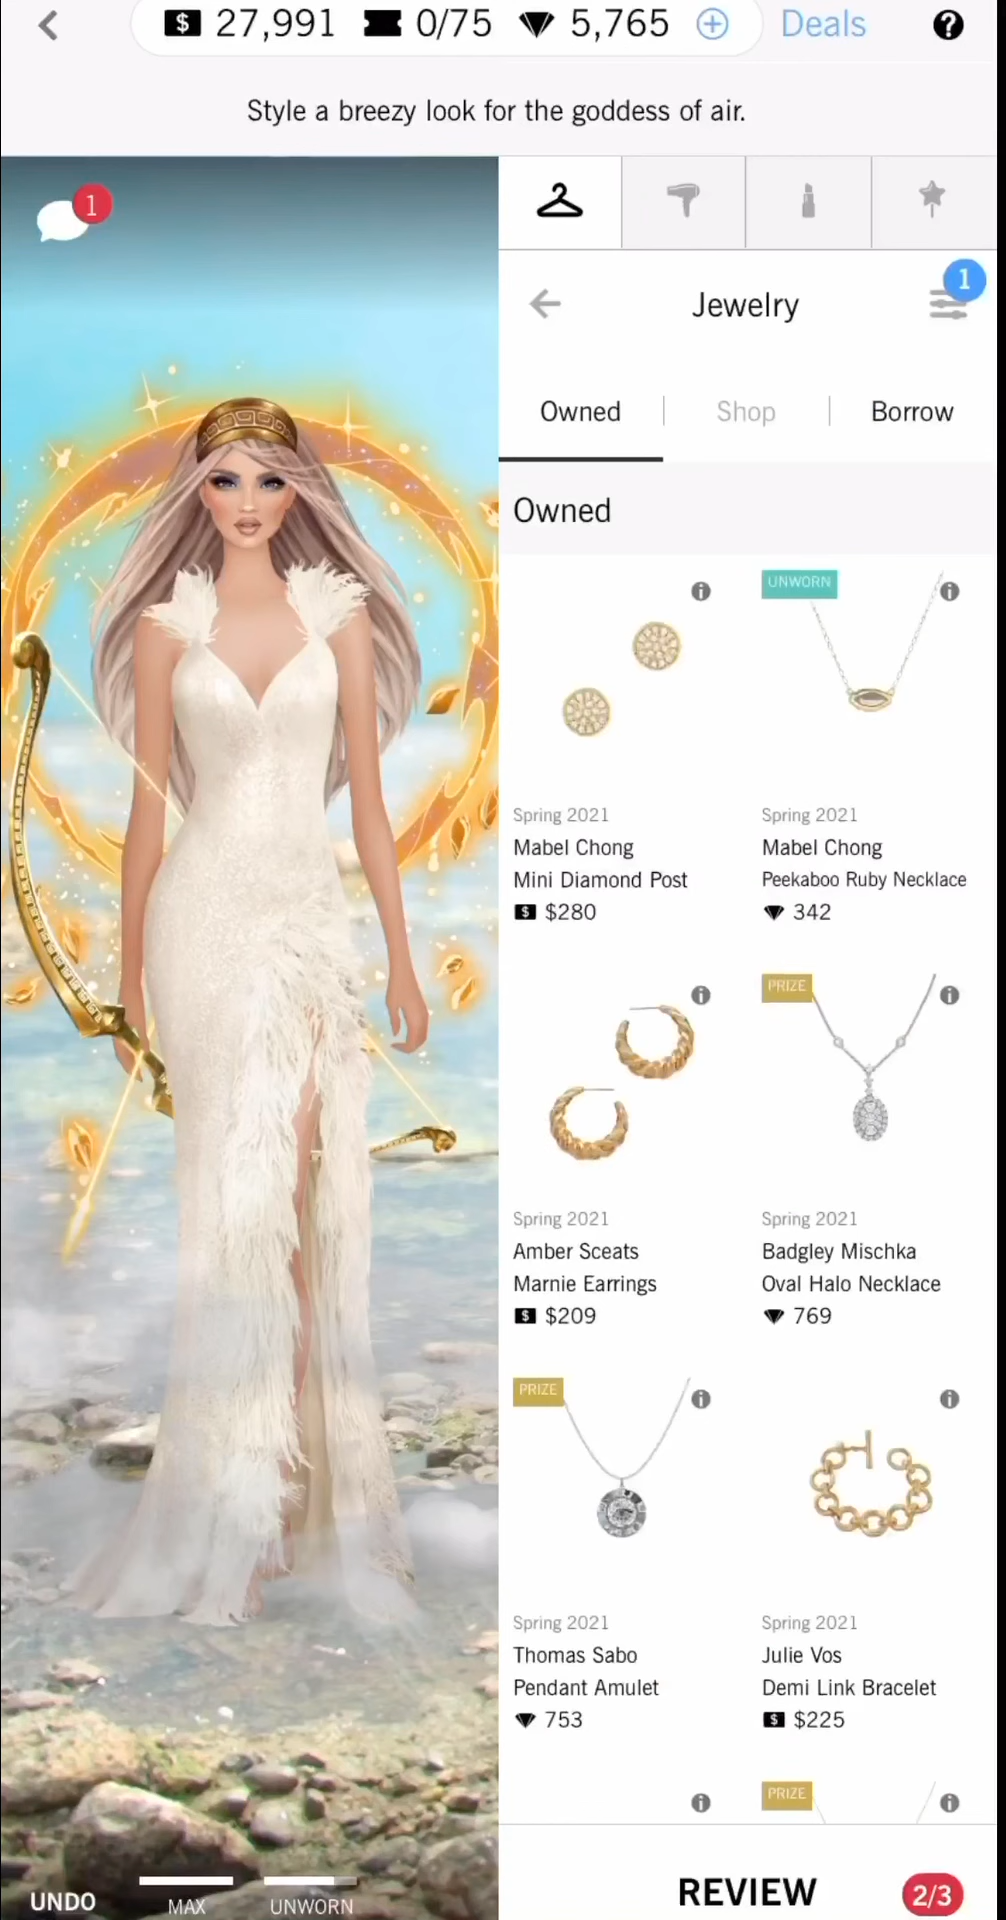 $ 27,991 0/75 5,765 + Deals ?
Style a breezy look for the goddess of air.
1
1
Jewelry
Owned Shop Borrow
Owned
Spring 2021
Mabel Chong
Mini Diamond Post
$ $280
UNWORN
Spring 2021
Mabel Chong
Peekaboo Ruby Necklace
342
Spring 2021
Amber Sceats
Marnie Earrings
$ $209
PRIZE
Spring 2021
Badgley Mischka
Oval Halo Necklace
769
PRIZE
Spring 2021
Thomas Sabo
Pendant Amulet
753
Spring 2021
Julie Vos
Demi Link Bracelet
$ $225
PRIZE
UNDO
MAX
UNWORN
REVIEW
2/3